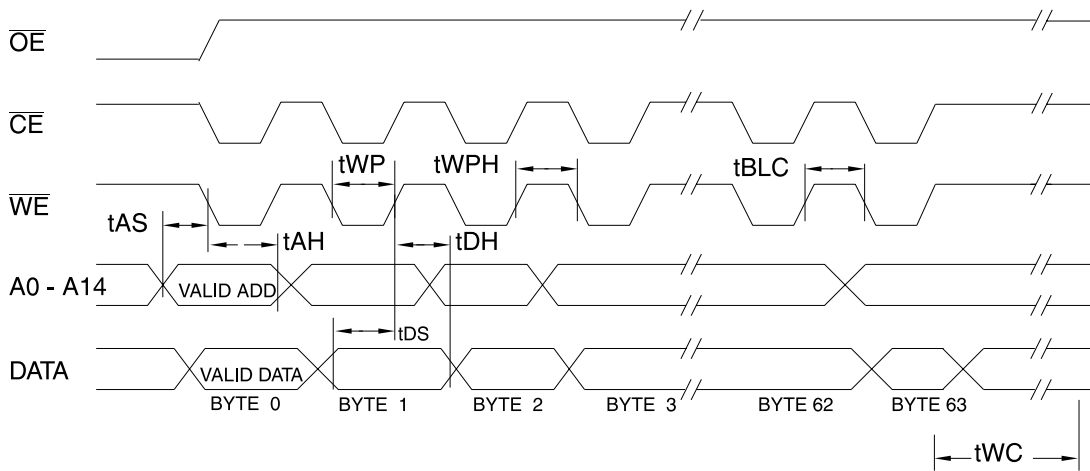 OE
CE
tWP tWPH tBLC
WE
tAS tAH tDH
A0 - A14 VALID ADD
tDS
DATA VALID DATA
BYTE 0 BYTE 1 BYTE 2 BYTE 3 BYTE 62 BYTE 63
tWC